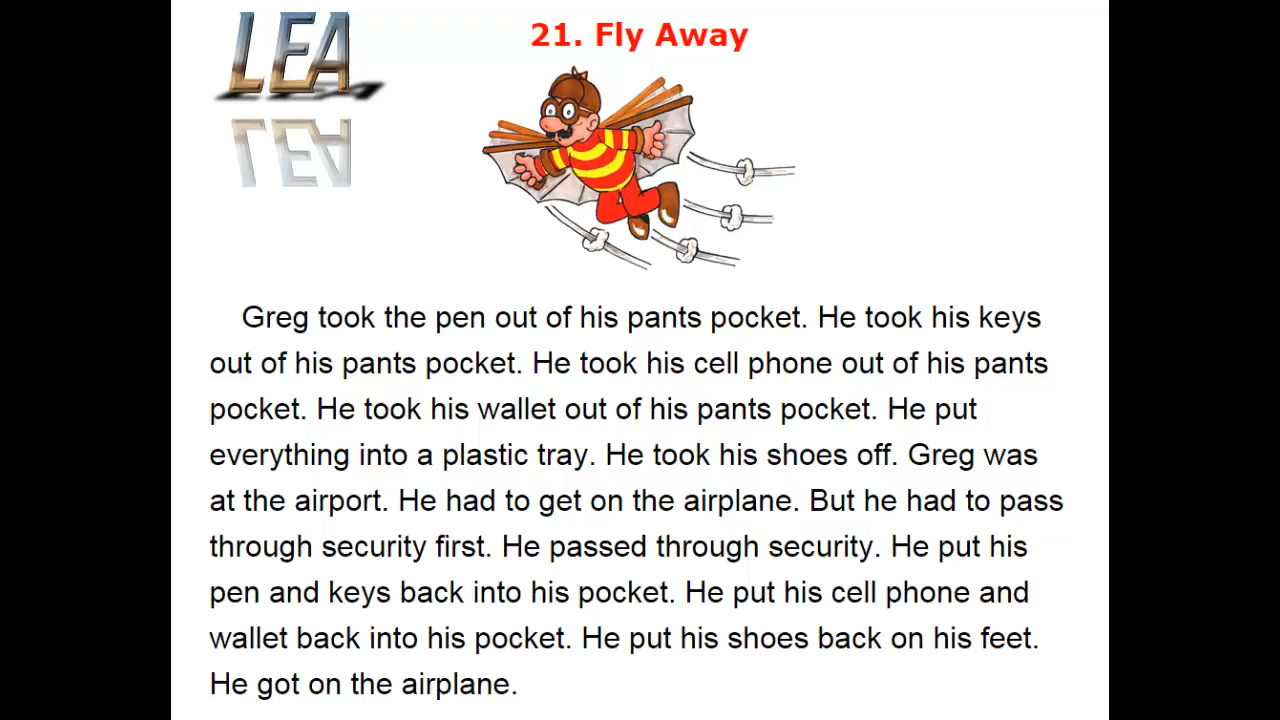 LEA
21. Fly Away
Greg took the pen out of his pants pocket. He took his keys
out of his pants pocket. He took his cell phone out of his pants
pocket. He took his wallet out of his pants pocket. He put
everything into a plastic tray. He took his shoes off. Greg was
at the airport. He had to get on the airplane. But he had to pass
through security first. He passed through security. He put his
pen and keys back into his pocket. He put his cell phone and
wallet back into his pocket. He put his shoes back on his feet.
He got on the airplane.